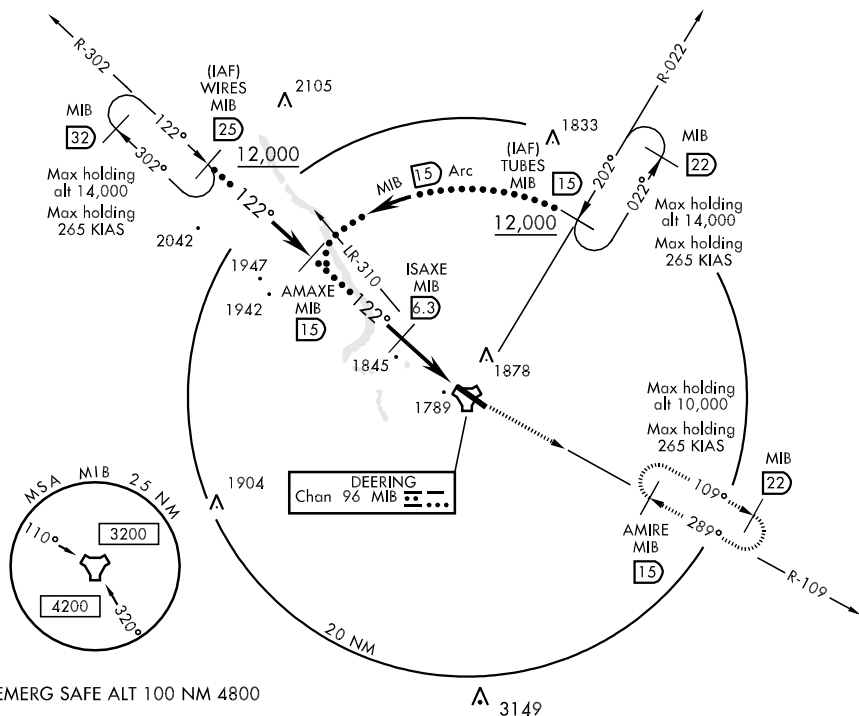 R-302
(IAF)
WIRES
MIB
25
12,000
MIB
32
122°
302°
Max holding
alt 14,000
Max holding
265 KIAS
2105
R-022
1833
(IAF)
TUBES
MIB
15
12,000
MIB
22
202°
022°
Max holding
alt 14,000
Max holding
265 KIAS
MIB 15 Arc
122°
2042
1947
1942
AMAXE
MIB
15
LR-310
122°
ISAXE
MIB
6.3
1845
1878
1789
Max holding
alt 10,000
Max holding
265 KIAS
MIB
22
109°
289°
AMIRE
MIB
15
R-109
DEERING
Chan 96 MIB
1904
MSA MIB 25 NM
110°
3200
4200
320°
20 NM
EMERG SAFE ALT 100 NM 4800
3149